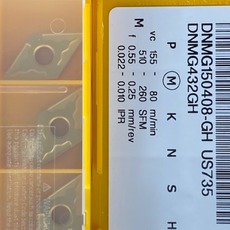 DNMG150408-GH US735
DNMG432GH
P M K N S H
M
vc 155 - 80 m/min
510 - 260 SFM
f 0.55 - 0.25 mm/rev
0.022 - 0.010 IPR